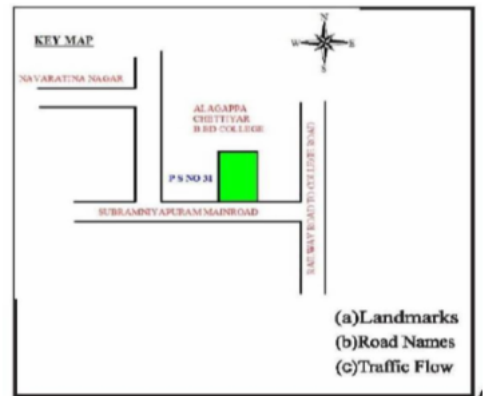 KEY MAP
N
W E
S
NAVARATINA NAGAR
ALAGAPPA
CHETTIYAR
B.ED COLLEGE
P S NO 31
SUBRAMNIYAPURAM MAINROAD
RAILWAY ROAD TO COLLEGE ROAD
(a)Landmarks
(b)Road Names
(c)Traffic Flow